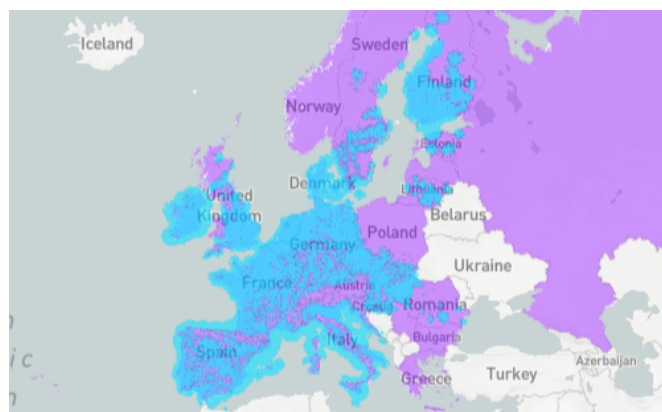 Iceland
Sweden
Finland
Norway
Estonia
Denmark
Lithuania
United
Kingdom
Belarus
Poland
Germany
Ukraine
France
Austria
Croatia
Romania
Italy
Bulgaria
Spain
Azerbaijan
Greece
Turkey
ic